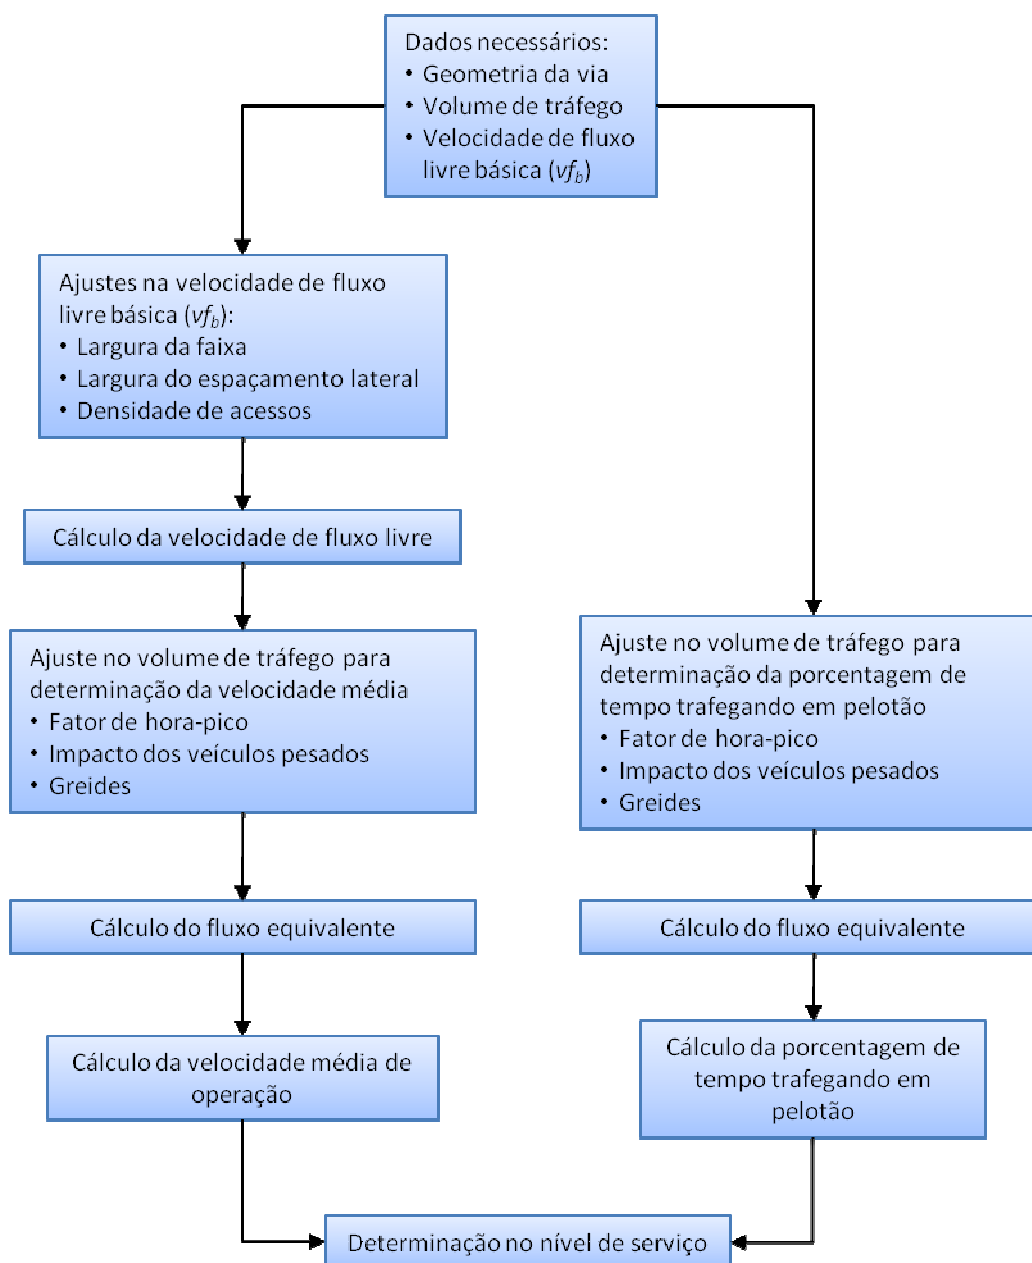 Dados necessários:
• Geometria da via
• Volume de tráfego
• Velocidade de fluxo
livre básica (vfb)
Ajustes na velocidade de fluxo
livre básica (vfb):
• Largura da faixa
• Largura do espaçamento lateral
• Densidade de acessos
Cálculo da velocidade de fluxo livre
Ajuste no volume de tráfego para
determinação da velocidade média
• Fator de hora-pico
• Impacto dos veículos pesados
• Greides
Cálculo do fluxo equivalente
Cálculo da velocidade média de
operação
Ajuste no volume de tráfego para
determinação da porcentagem de
tempo trafegando em pelotão
• Fator de hora-pico
• Impacto dos veículos pesados
• Greides
Cálculo do fluxo equivalente
Cálculo da porcentagem de
tempo trafegando em
pelotão
Determinação no nível de serviço